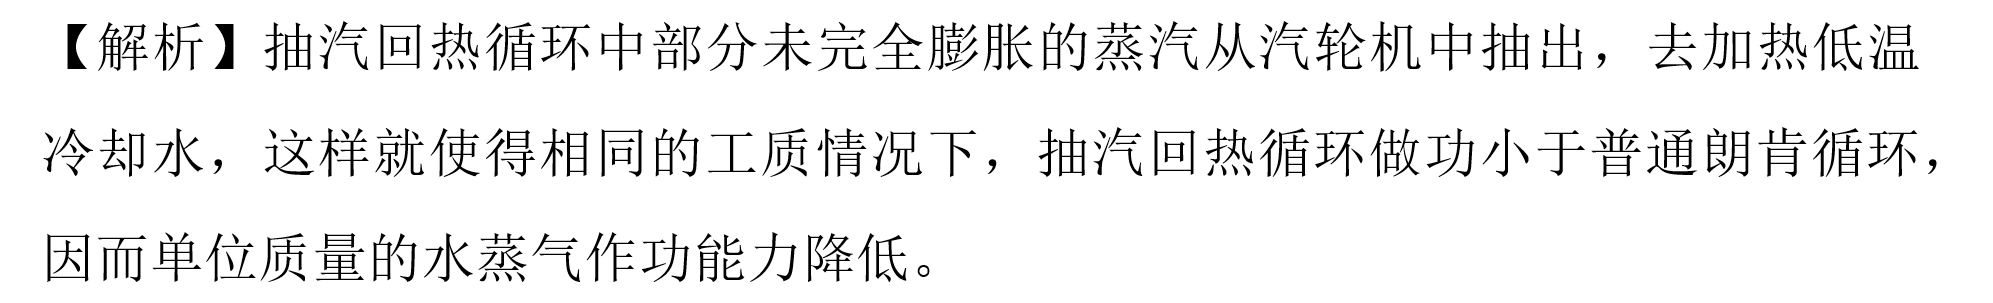 【解析】抽汽回热循环中部分未完全膨胀的蒸汽从汽轮机中抽出，去加热低温
冷却水，这样就使得相同的工质情况下，抽汽回热循环做功小于普通朗肯循环，
因而单位质量的水蒸气作功能力降低。